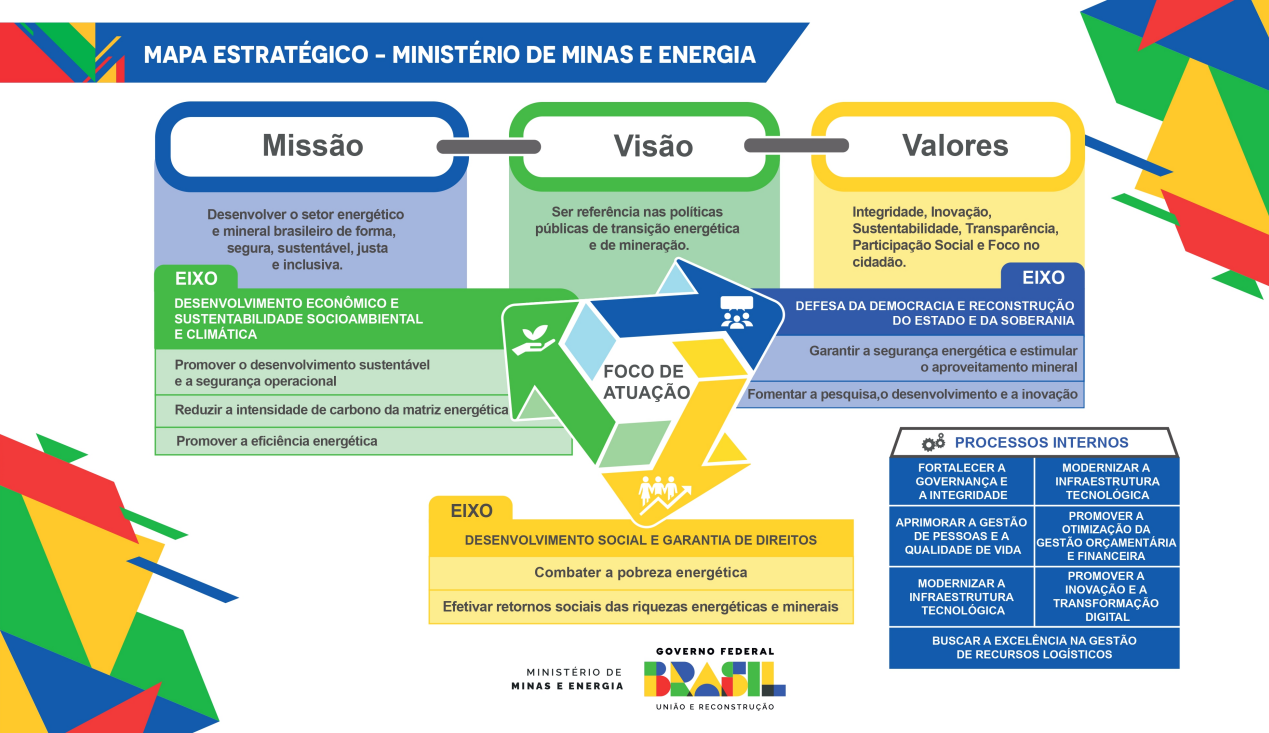 MAPA ESTRATÉGICO - MINISTÉRIO DE MINAS E ENERGIA
Missão
Visão
Valores
Desenvolver o setor energético
e mineral brasileiro de forma,
segura, sustentável, justa
e inclusiva.
Ser referência nas políticas
públicas de transição energética
e de mineração.
Integridade, Inovação,
Sustentabilidade, Transparência,
Participação Social e Foco no
cidadão.
EIXO
DESENVOLVIMENTO ECONÔMICO E
SUSTENTABILIDADE SOCIOAMBIENTAL
E CLIMÁTICA
Promover o desenvolvimento sustentável
e a segurança operacional
Reduzir a intensidade de carbono da matriz energética
Promover a eficiência energética
FOCO DE
ATUAÇÃO
EIXO
DEFESA DA DEMOCRACIA E RECONSTRUÇÃO
DO ESTADO E DA SOBERANIA
Garantir a segurança energética e estimular
o aproveitamento mineral
Fomentar a pesquisa,o desenvolvimento e a inovação
EIXO
DESENVOLVIMENTO SOCIAL E GARANTIA DE DIREITOS
Combater a pobreza energética
Efetivar retornos sociais das riquezas energéticas e minerais
PROCESSOS INTERNOS
FORTALECER A
GOVERNANÇA E
A INTEGRIDADE
MODERNIZAR A
INFRAESTRUTURA
TECNOLÓGICA
APRIMORAR A GESTÃO
DE PESSOAS E A
QUALIDADE DE VIDA
PROMOVER A
OTIMIZAÇÃO DA
GESTÃO ORÇAMENTÁRIA
E FINANCEIRA
MODERNIZAR A
INFRAESTRUTURA
TECNOLÓGICA
PROMOVER A
INOVAÇÃO E A
TRANSFORMAÇÃO
DIGITAL
BUSCAR A EXCELÊNCIA NA GESTÃO
DE RECURSOS LOGÍSTICOS
MINISTÉRIO DE
MINAS E ENERGIA
GOVERNO FEDERAL
BRASIL
UNIÃO E RECONSTRUÇÃO